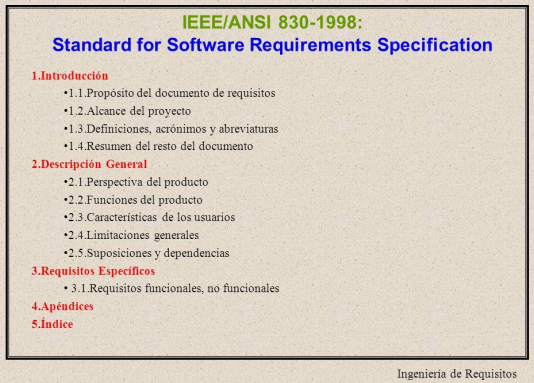 IEEE/ANSI 830-1998:
Standard for Software Requirements Specification
1.Introducción
•1.1.Propósito del documento de requisitos
•1.2.Alcance del proyecto
•1.3.Definiciones, acrónimos y abreviaturas
•1.4.Resumen del resto del documento
2.Descripción General
•2.1.Perspectiva del producto
•2.2.Funciones del producto
•2.3.Características de los usuarios
•2.4.Limitaciones generales
•2.5.Suposiciones y dependencias
3.Requisitos Específicos
• 3.1.Requisitos funcionales, no funcionales
4.Apéndices
5.Índice
Ingeniería de Requisitos